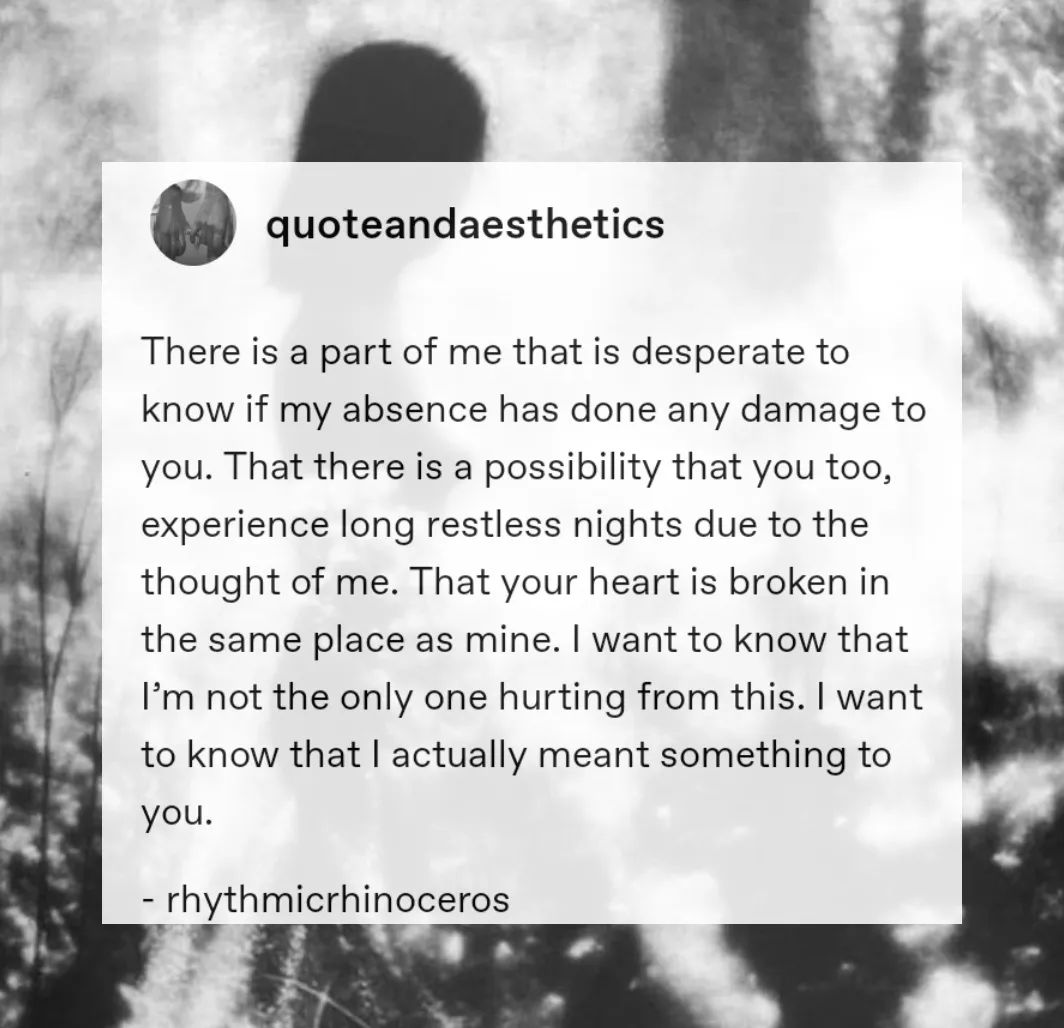 quoteandaesthetics
There is a part of me that is desperate to
know if my absence has done any damage to
you. That there is a possibility that you too,
experience long restless nights due to the
thought of me. That your heart is broken in
the same place as mine. I want to know that
I’m not the only one hurting from this. I want
to know that I actually meant something to
you.
- rhythmicrhinoceros